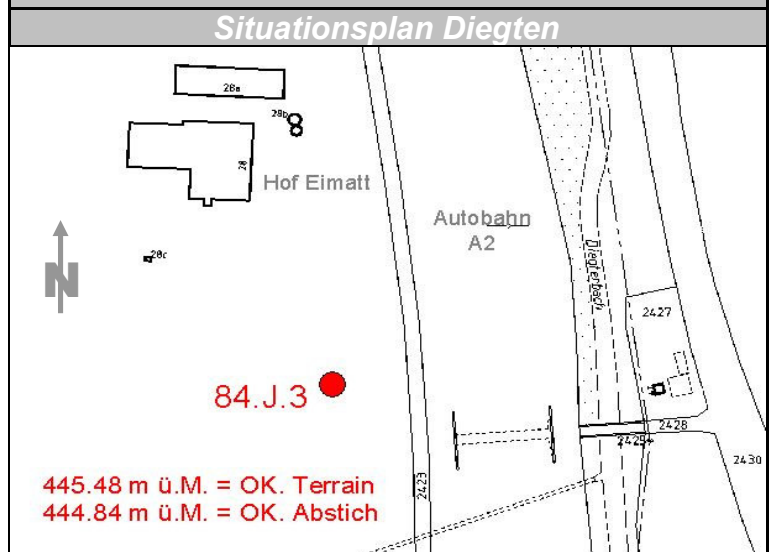 Situationsplan Diegten
28a
28b
28
Hof Eimatt
Autobahn
A2
28c
N
Diegterbach
2427
84.J.3
2428
2425
2430
2423
445.48 m ü.M. = OK. Terrain
444.84 m ü.M. = OK. Abstich